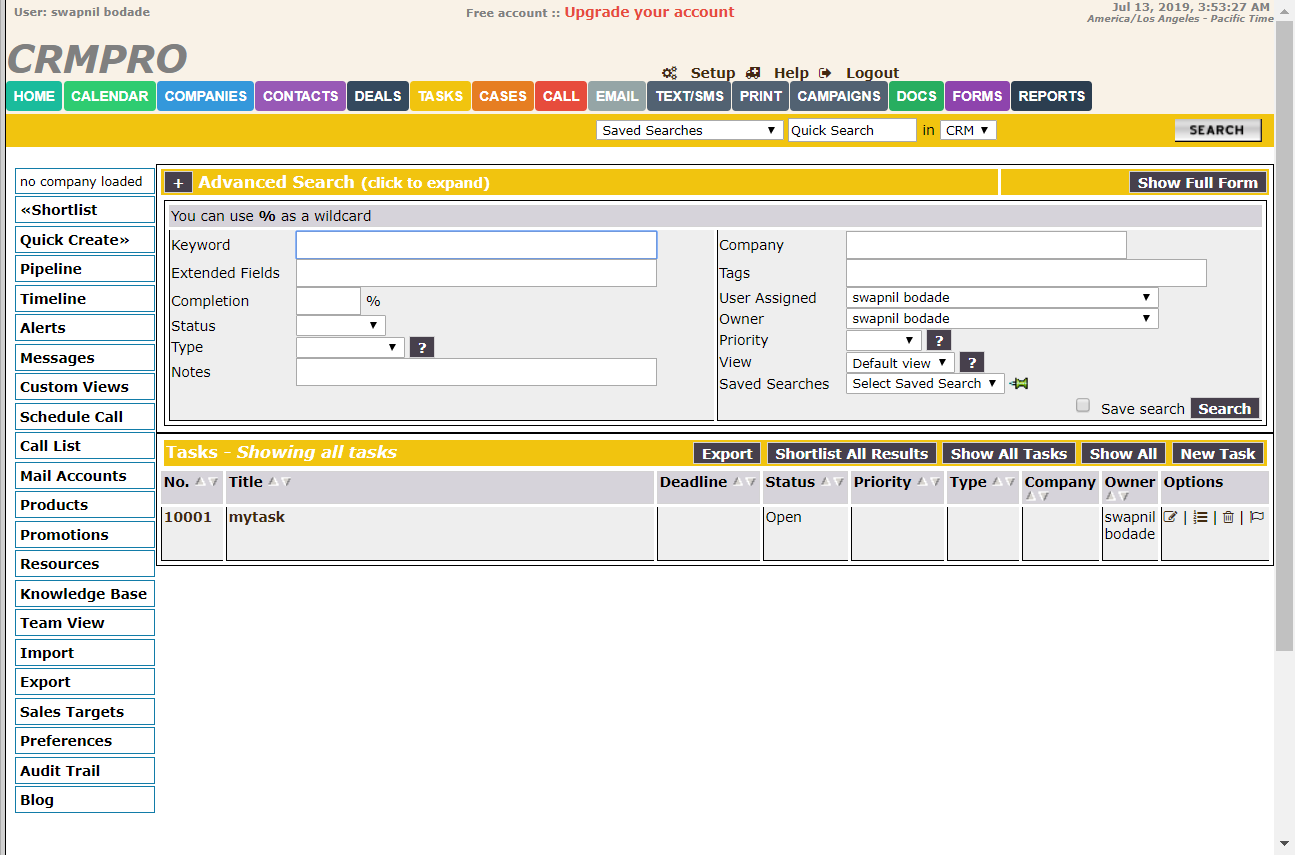 User: swapnil bodade
Free account :: Upgrade your account
Jul 13, 2019, 3:53:27 AM
America/Los Angeles - Pacific Time
CRMPRO
Setup Help Logout
HOME CALENDAR COMPANIES CONTACTS DEALS TASKS CASES CALL EMAIL TEXT/SMS PRINT CAMPAIGNS DOCS FORMS REPORTS
Saved Searches Quick Search in CRM SEARCH
no company loaded
«Shortlist
Quick Create»
Pipeline
Timeline
Alerts
Messages
Custom Views
Schedule Call
Call List
Mail Accounts
Products
Promotions
Resources
Knowledge Base
Team View
Import
Export
Sales Targets
Preferences
Audit Trail
Blog
+ Advanced Search (click to expand) Show Full Form
You can use % as a wildcard
Keyword
Extended Fields
Completion %
Status
Type ?
Notes
Company
Tags
User Assigned swapnil bodade
Owner swapnil bodade
Priority ?
View Default view ?
Saved Searches Select Saved Search
Save search Search
Tasks - Showing all tasks Export Shortlist All Results Show All Tasks Show All New Task
No. Title Deadline Status Priority Type Company Owner Options
10001 mytask Open swapnil | | |
bodade